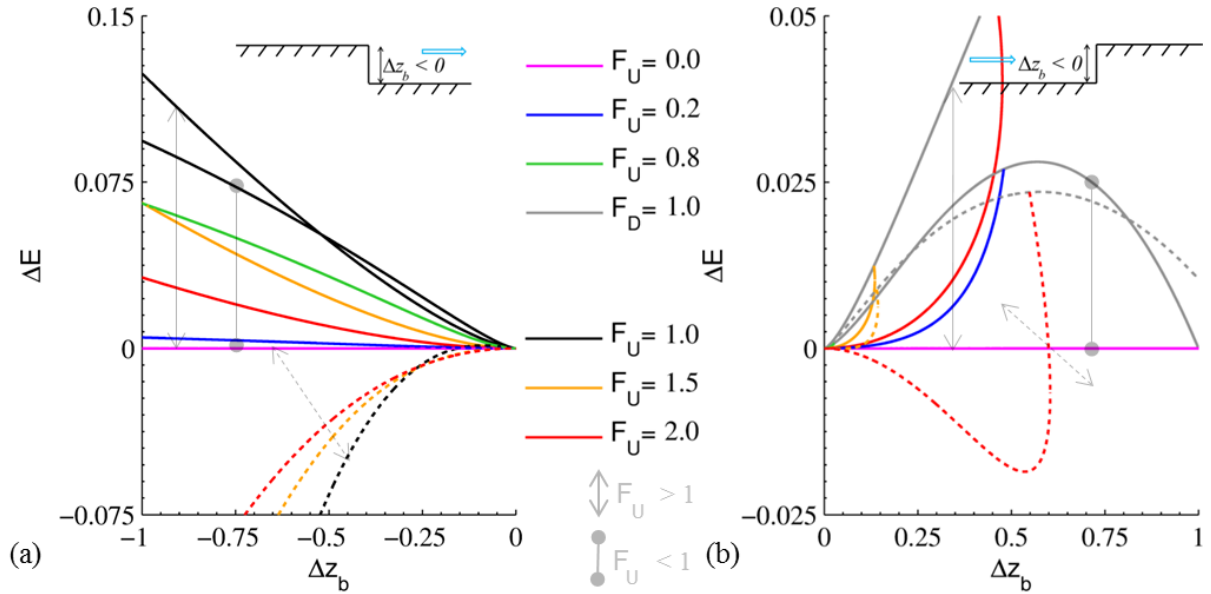 0.15
0.075
0
−0.075
ΔE
−1
−0.75
−0.5
−0.25
0
Δz_b
(a)
Δz_b < 0
F_U= 0.0
F_U= 0.2
F_U= 0.8
F_D= 1.0
F_U= 1.0
F_U= 1.5
F_U= 2.0
F_U > 1
F_U < 1
0.05
0.025
0
−0.025
ΔE
0
0.25
0.5
0.75
1
Δz_b
(b)
Δz_b < 0